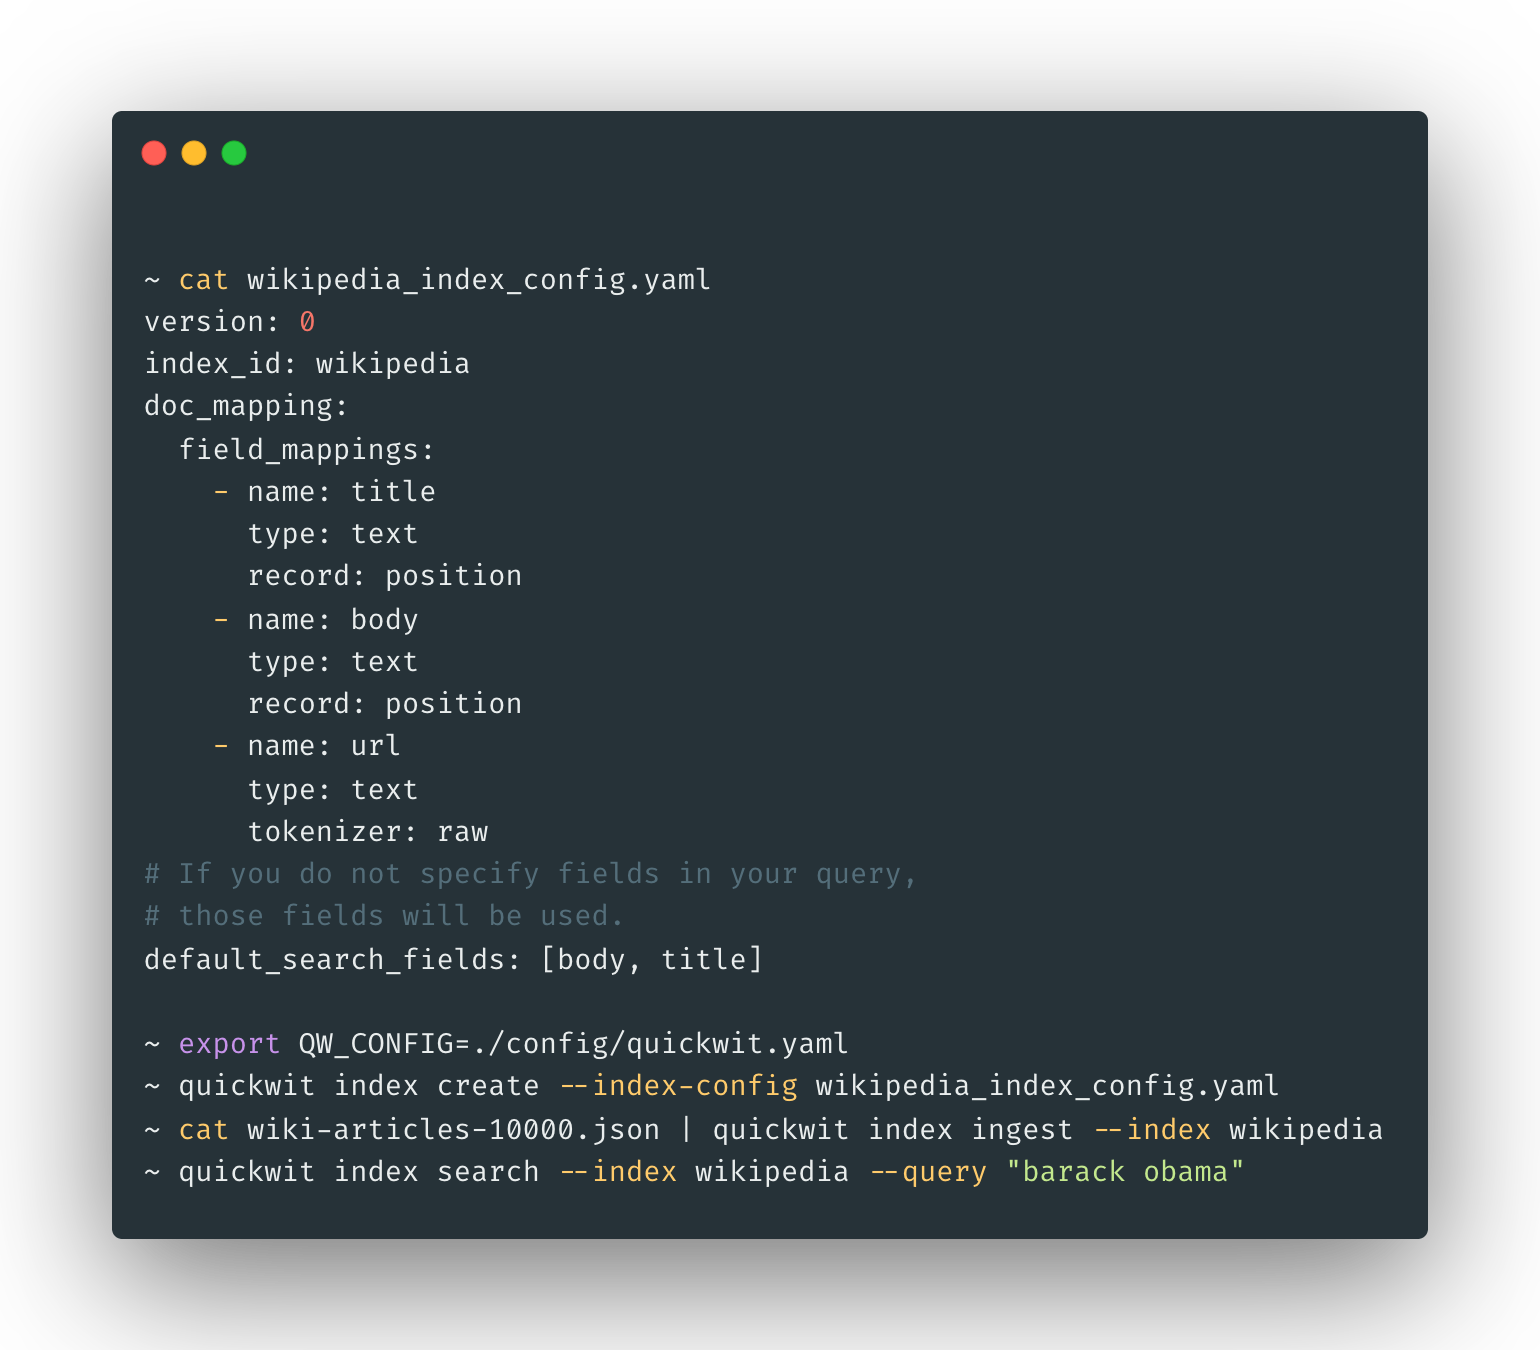 ~ cat wikipedia_index_config.yaml
version: 0
index_id: wikipedia
doc_mapping:
  field_mappings:
    - name: title
      type: text
      record: position
    - name: body
      type: text
      record: position
    - name: url
      type: text
      tokenizer: raw
# If you do not specify fields in your query,
# those fields will be used.
default_search_fields: [body, title]

~ export QW_CONFIG=./config/quickwit.yaml
~ quickwit index create --index-config wikipedia_index_config.yaml
~ cat wiki-articles-10000.json | quickwit index ingest --index wikipedia
~ quickwit index search --index wikipedia --query "barack obama"